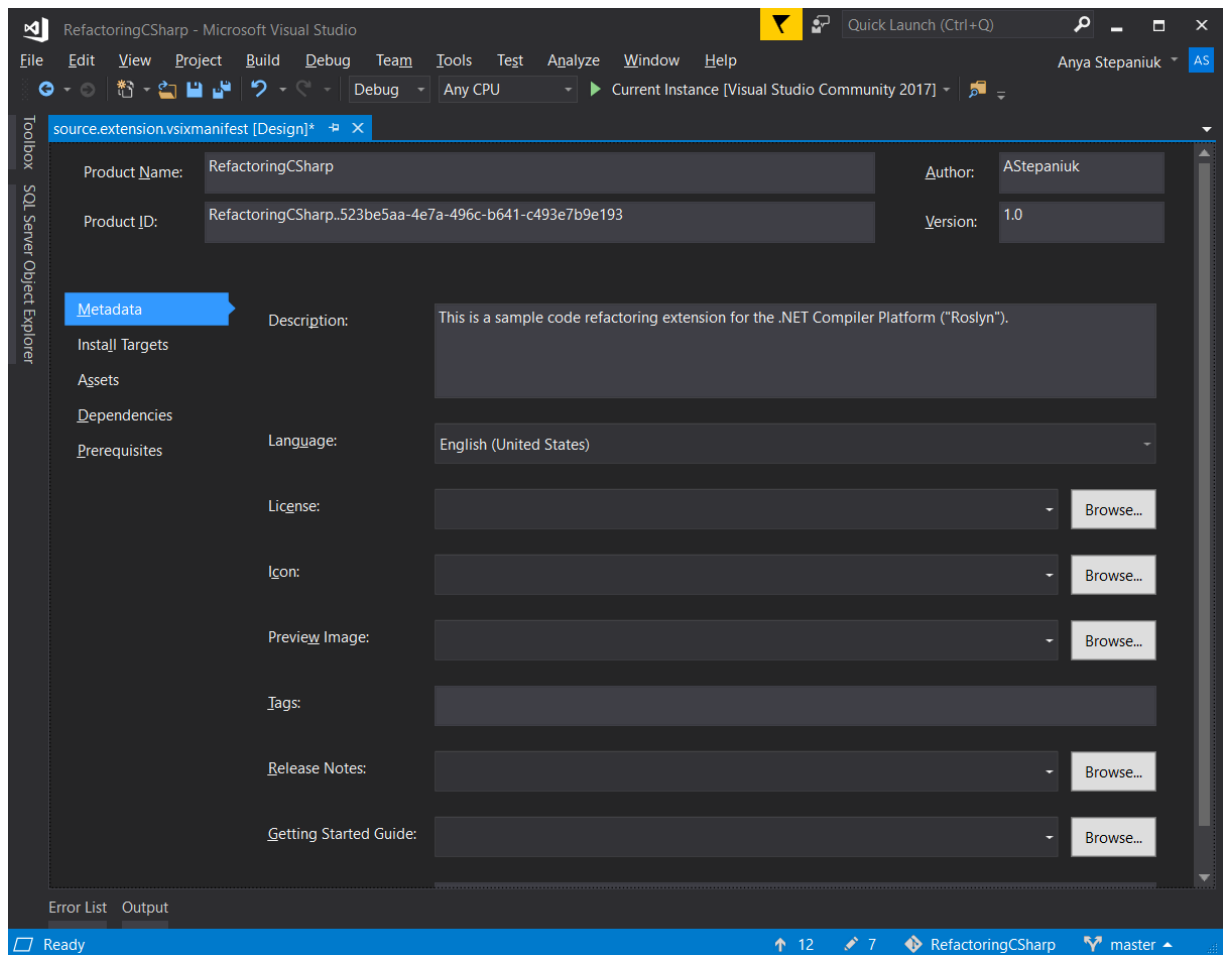 RefactoringCSharp - Microsoft Visual Studio
Quick Launch (Ctrl+Q)
File Edit View Project Build Debug Team Tools Test Analyze Window Help
Anya Stepaniuk AS
Debug Any CPU Current Instance [Visual Studio Community 2017]
Toolbox
SQL Server Object Explorer
source.extension.vsixmanifest [Design]*
Product Name: RefactoringCSharp
Author: AStepaniuk
Product ID: RefactoringCSharp..523be5aa-4e7a-496c-b641-c493e7b9e193
Version: 1.0
Metadata
Install Targets
Assets
Dependencies
Prerequisites
Description: This is a sample code refactoring extension for the .NET Compiler Platform ("Roslyn").
Language: English (United States)
License: Browse...
Icon: Browse...
Preview Image: Browse...
Tags:
Release Notes: Browse...
Getting Started Guide: Browse...
Error List Output
Ready 12 7 RefactoringCSharp master